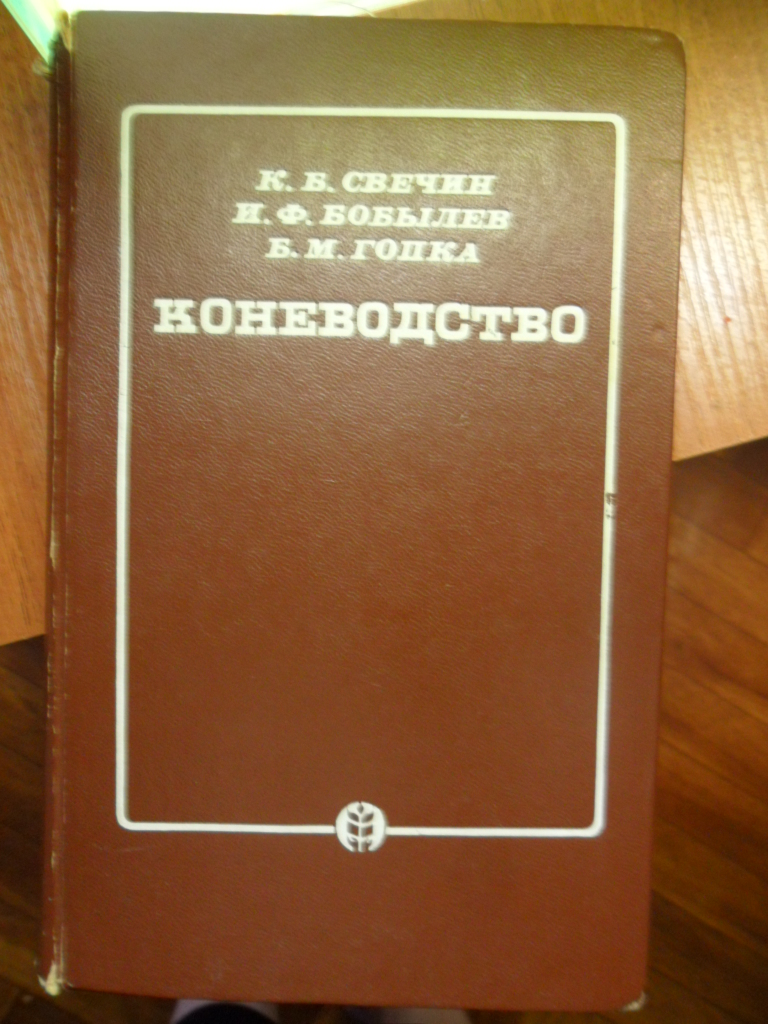 К. Б. СВЕЧИН
И. Ф. БОБЫЛЕВ
Б. М. ГОПКА
КОНЕВОДСТВО